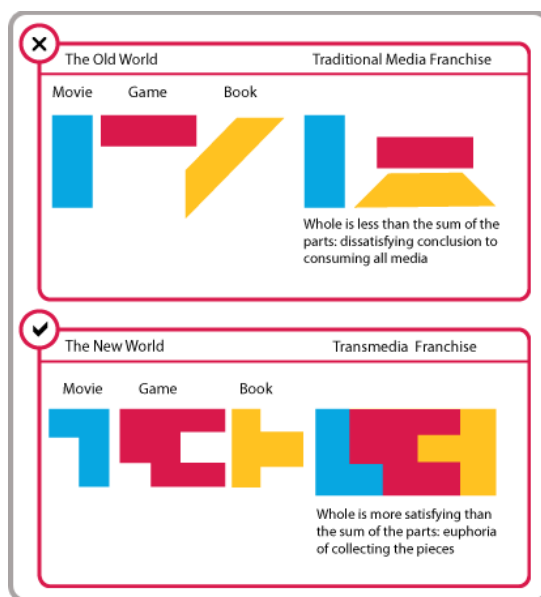 The Old World
Traditional Media Franchise
Movie
Game
Book
Whole is less than the sum of the
parts: dissatisfying conclusion to
consuming all media
The New World
Transmedia Franchise
Movie
Game
Book
Whole is more satisfying than
the sum of the parts: euphoria
of collecting the pieces